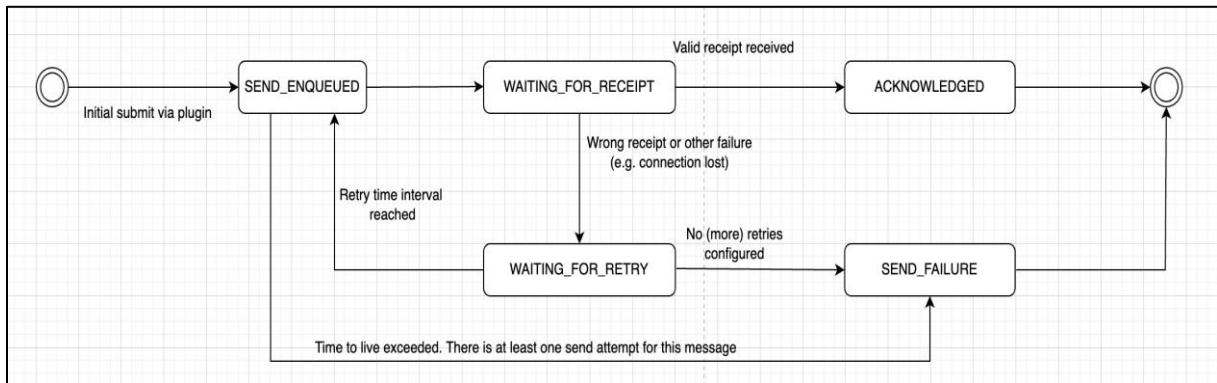 Valid receipt received
SEND_ENQUEUED
WAITING_FOR_RECEIPT
ACKNOWLEDGED
Initial submit via plugin
Wrong receipt or other failure
(e.g. connection lost)
Retry time interval
reached
No (more) retries
configured
WAITING_FOR_RETRY
SEND_FAILURE
Time to live exceeded. There is at least one send attempt for this message